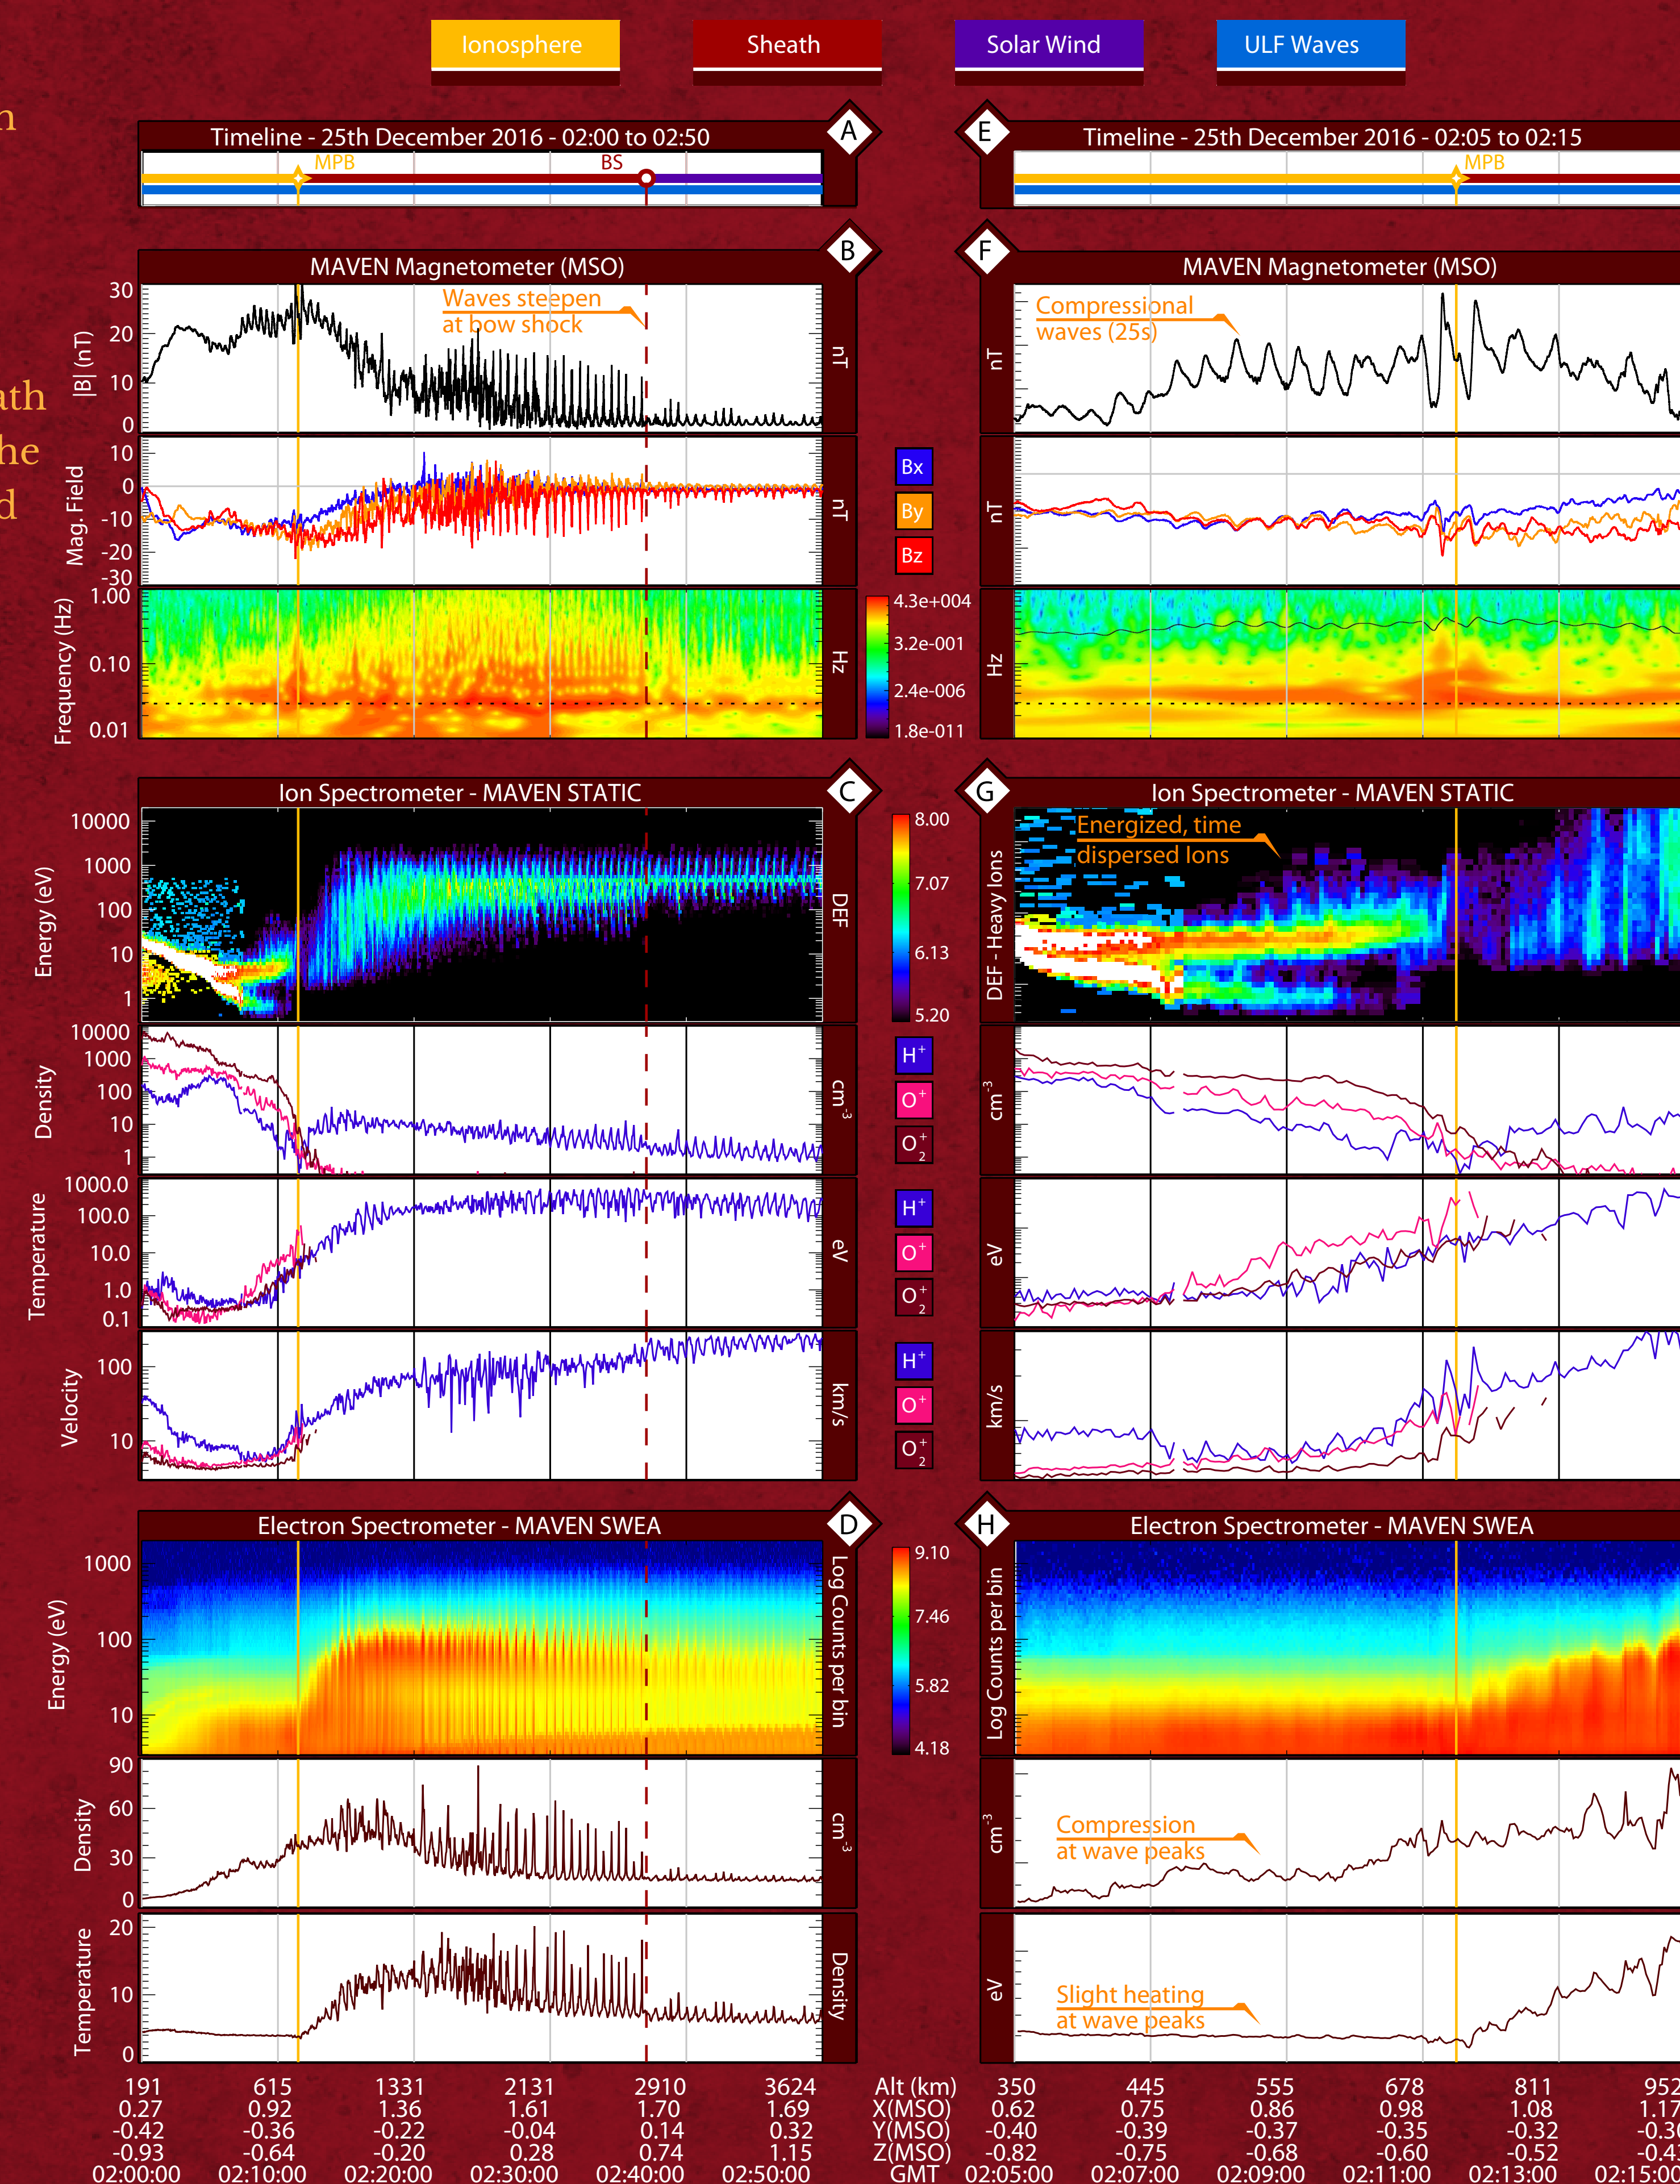 Ionosphere
Sheath
Solar Wind
ULF Waves
n
ath
he
d
Timeline - 25th December 2016 - 02:00 to 02:50
A
MPB
BS
MAVEN Magnetometer (MSO)
B
Waves steepen
at bow shock
|B| (nT)
30
20
10
0
nT
Mag. Field
10
0
-10
-20
-30
nT
Bx
By
Bz
Frequency (Hz)
1.00
0.10
0.01
Hz
4.3e+004
3.2e-001
2.4e-006
1.8e-011
Ion Spectrometer - MAVEN STATIC
C
Energy (eV)
10000
1000
100
10
1
DEF
8.00
7.07
6.13
5.20
Density
10000
1000
100
10
1
cm-3
H+
O+
O2+
Temperature
1000.0
100.0
10.0
1.0
0.1
eV
H+
O+
O2+
Velocity
100
10
km/s
H+
O+
O2+
Electron Spectrometer - MAVEN SWEA
D
Energy (eV)
1000
100
10
Log Counts per bin
9.10
7.46
5.82
4.18
Density
90
60
30
0
cm-3
Temperature
20
10
0
Density
E
Timeline - 25th December 2016 - 02:05 to 02:15
MPB
F
MAVEN Magnetometer (MSO)
Compressional
waves (25s)
nT
nT
Hz
G
Ion Spectrometer - MAVEN STATIC
Energized, time
dispersed Ions
DEF - Heavy Ions
cm-3
eV
km/s
H
Electron Spectrometer - MAVEN SWEA
Log Counts per bin
Compression
at wave peaks
cm-3
Slight heating
at wave peaks
eV
191 615 1331 2131 2910 3624 Alt (km) 350 445 555 678 811 952
0.27 0.92 1.36 1.61 1.70 1.69 X(MSO) 0.62 0.75 0.86 0.98 1.08 1.17
-0.42 -0.36 -0.22 -0.04 0.14 0.32 Y(MSO) -0.40 -0.39 -0.37 -0.35 -0.32
-0.93 -0.64 -0.20 0.28 0.74 1.15 Z(MSO) -0.82 -0.75 -0.68 -0.60 -0.52
02:00:00 02:10:00 02:20:00 02:30:00 02:40:00 02:50:00 GMT 02:05:00 02:07:00 02:09:00 02:11:00 02:13:00